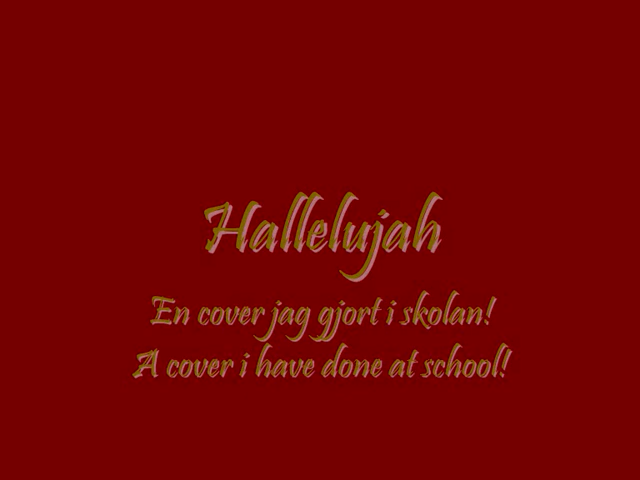 Hallelujah
En cover jag gjort i skolan!
A cover i have done at school!